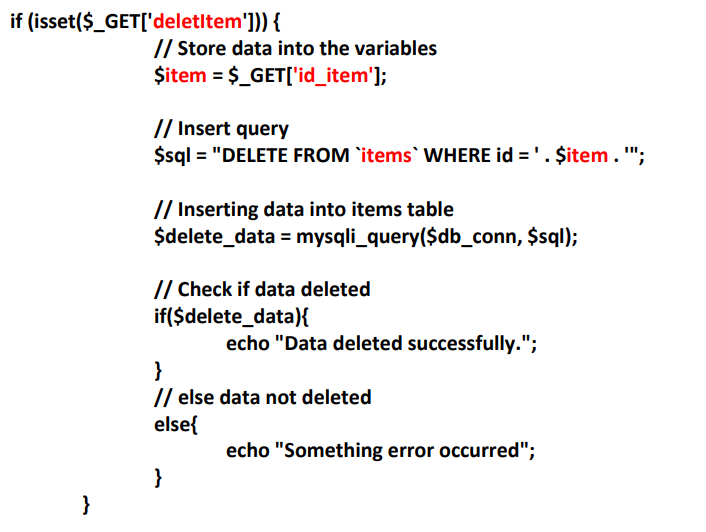 if (isset($_GET['deletItem'])) {
// Store data into the variables
$item = $_GET['id_item'];
// Insert query
$sql = "DELETE FROM `items` WHERE id = ' . $item . '";
// Inserting data into items table
$delete_data = mysqli_query($db_conn, $sql);
// Check if data deleted
if($delete_data){
echo "Data deleted successfully.";
}
// else data not deleted
else{
echo "Something error occurred";
}
}